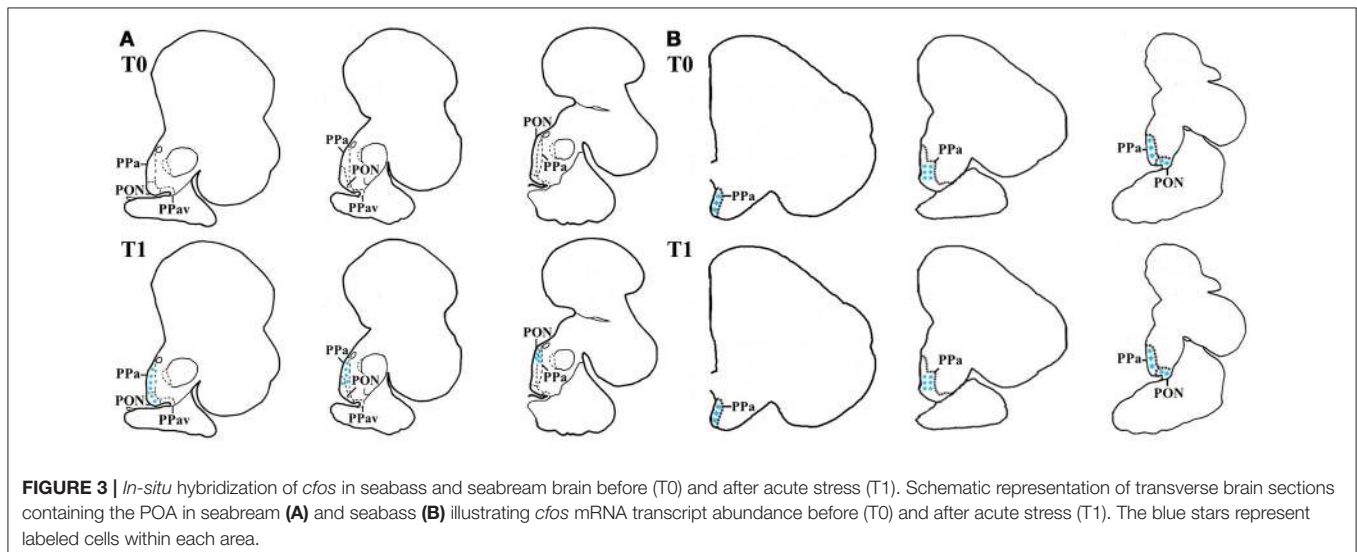 A
T0
PPa
PON
PPav
PPa
PON
PPav
PON
PPa
B
T0
PPa
PPa
PPa
PON
T1
PPa
PON
PPav
PPa
PON
PPav
PON
PPa
T1
PPa
PPa
PPa
PON
FIGURE 3 | In-situ hybridization of cfos in seabass and seabream brain before (T0) and after acute stress (T1). Schematic representation of transverse brain sections
containing the POA in seabream (A) and seabass (B) illustrating cfos mRNA transcript abundance before (T0) and after acute stress (T1). The blue stars represent
labeled cells within each area.